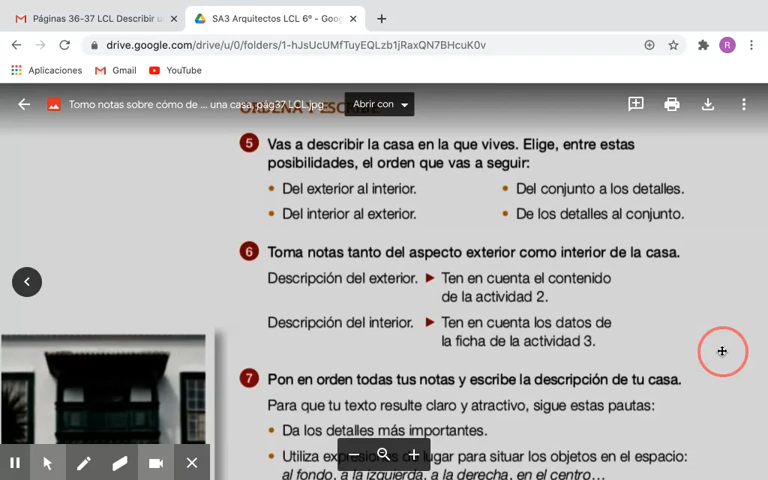 Páginas 36-37 LCL Describir u
SA3 Arquitectos LCL 6º - Goog
drive.google.com/drive/u/0/folders/1-hJsUcUMfTuyEQLzb1jRaxQN7BHcuK0v
R
Aplicaciones
Gmail
YouTube
Tomo notas sobre cómo de ... una casa, pág37 LCL.jpg
Abrir con
ORDENA Y ESCRIBE
5 Vas a describir la casa en la que vives. Elige, entre estas
posibilidades, el orden que vas a seguir:
• Del exterior al interior.
• Del conjunto a los detalles.
• Del interior al exterior.
• De los detalles al conjunto.
6 Toma notas tanto del aspecto exterior como interior de la casa.
Descripción del exterior. ► Ten en cuenta el contenido
de la actividad 2.
Descripción del interior. ► Ten en cuenta los datos de
la ficha de la actividad 3.
7 Pon en orden todas tus notas y escribe la descripción de tu casa.
Para que tu texto resulte claro y atractivo, sigue estas pautas:
• Da los detalles más importantes.
• Utiliza expresiones de lugar para situar los objetos en el espacio:
al fondo, a la izquierda, a la derecha, en el centro...